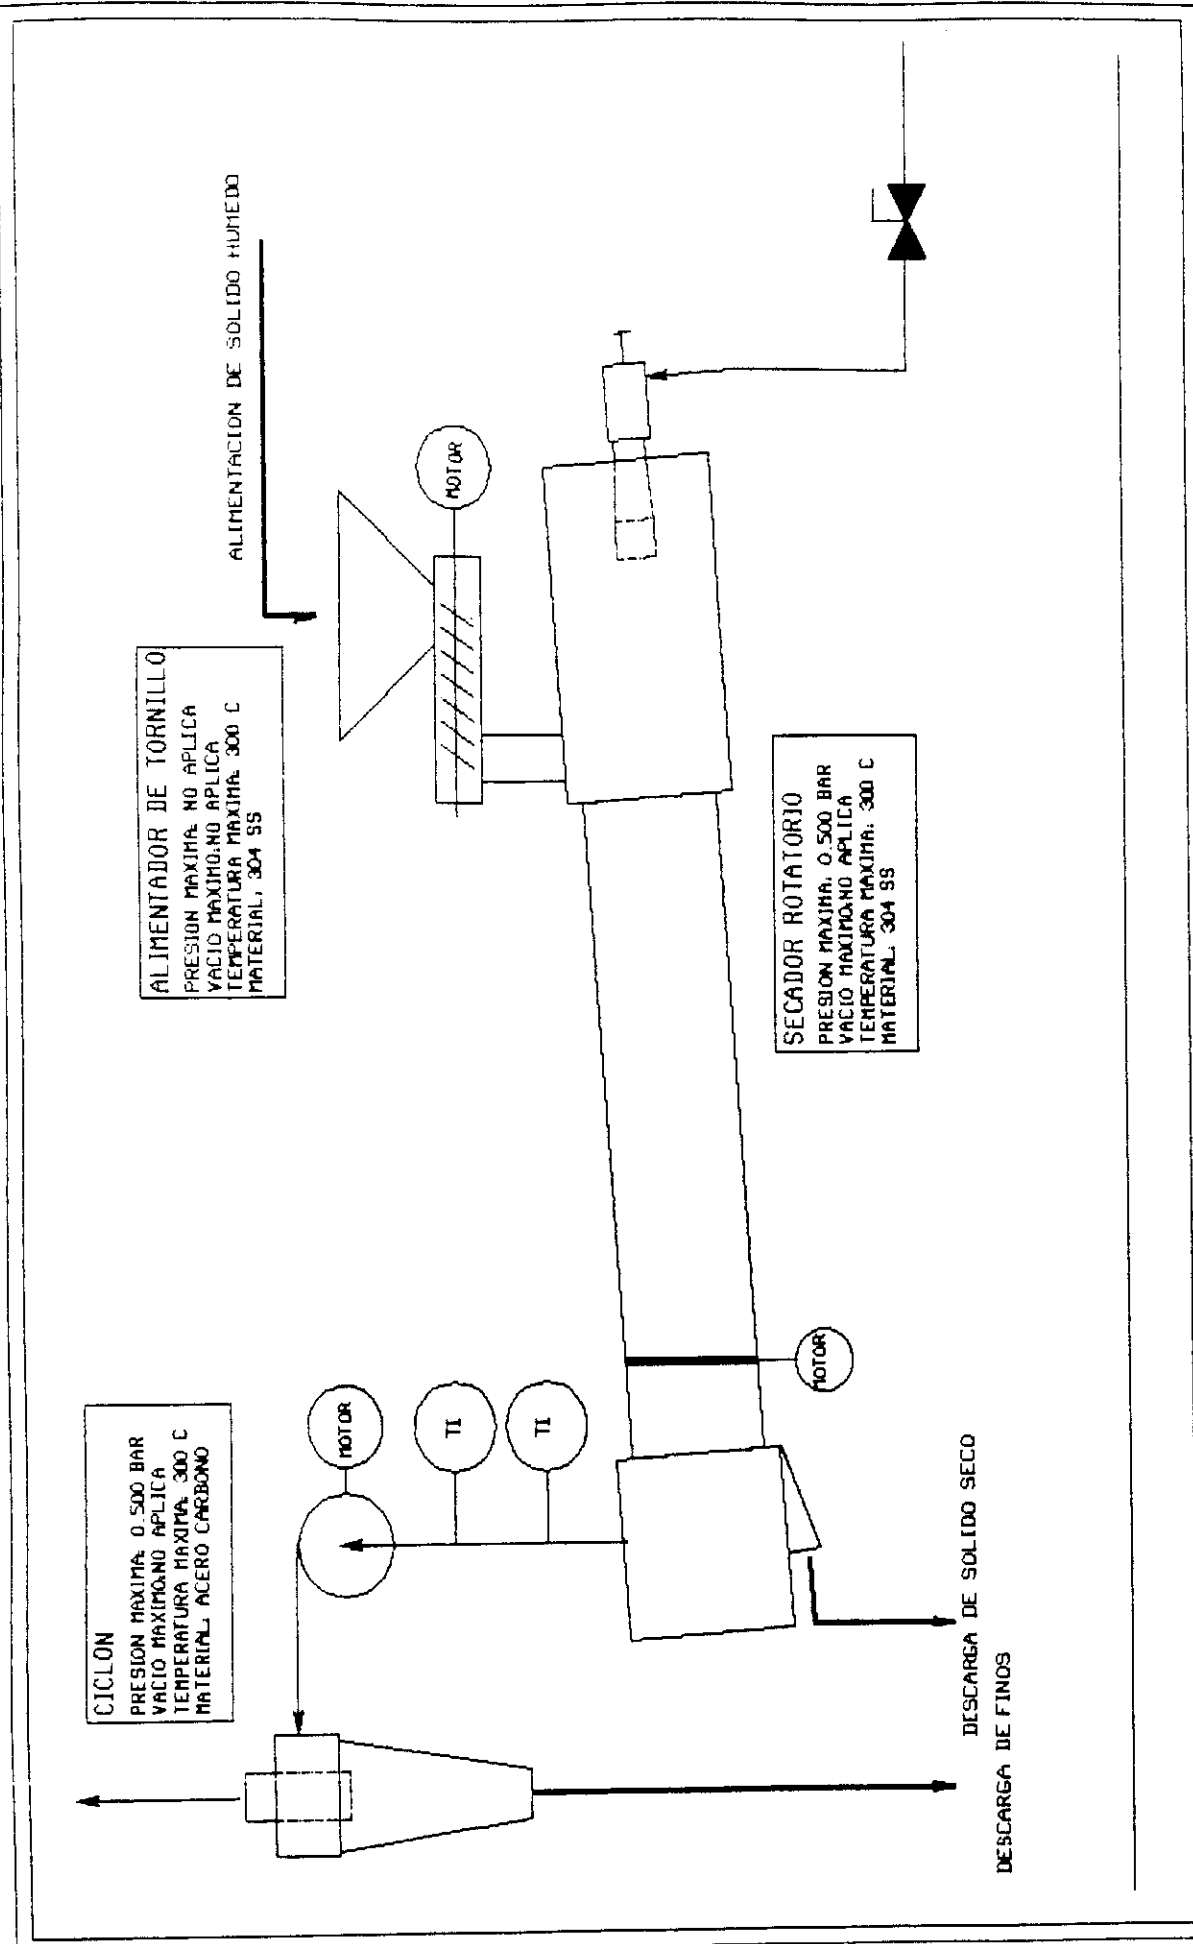 CICLON
PRESION MAXIMA: 0.500 BAR
VACIO MAXIMO:NO APLICA
TEMPERATURA MAXIMA: 300 C
MATERIAL: ACERO CARBONO
ALIMENTADOR DE TORNILLO
PRESION MAXIMA: NO APLICA
VACIO MAXIMO:NO APLICA
TEMPERATURA MAXIMA: 300 C
MATERIAL: 304 SS
ALIMENTACION DE SOLIDO HUMEDO
MOTOR
TI
TI
MOTOR
MOTOR
SECADOR ROTATORIO
PRESION MAXIMA: 0.500 BAR
VACIO MAXIMO:NO APLICA
TEMPERATURA MAXIMA: 300 C
MATERIAL: 304 SS
DESCARGA DE SOLIDO SECO
DESCARGA DE FINOS